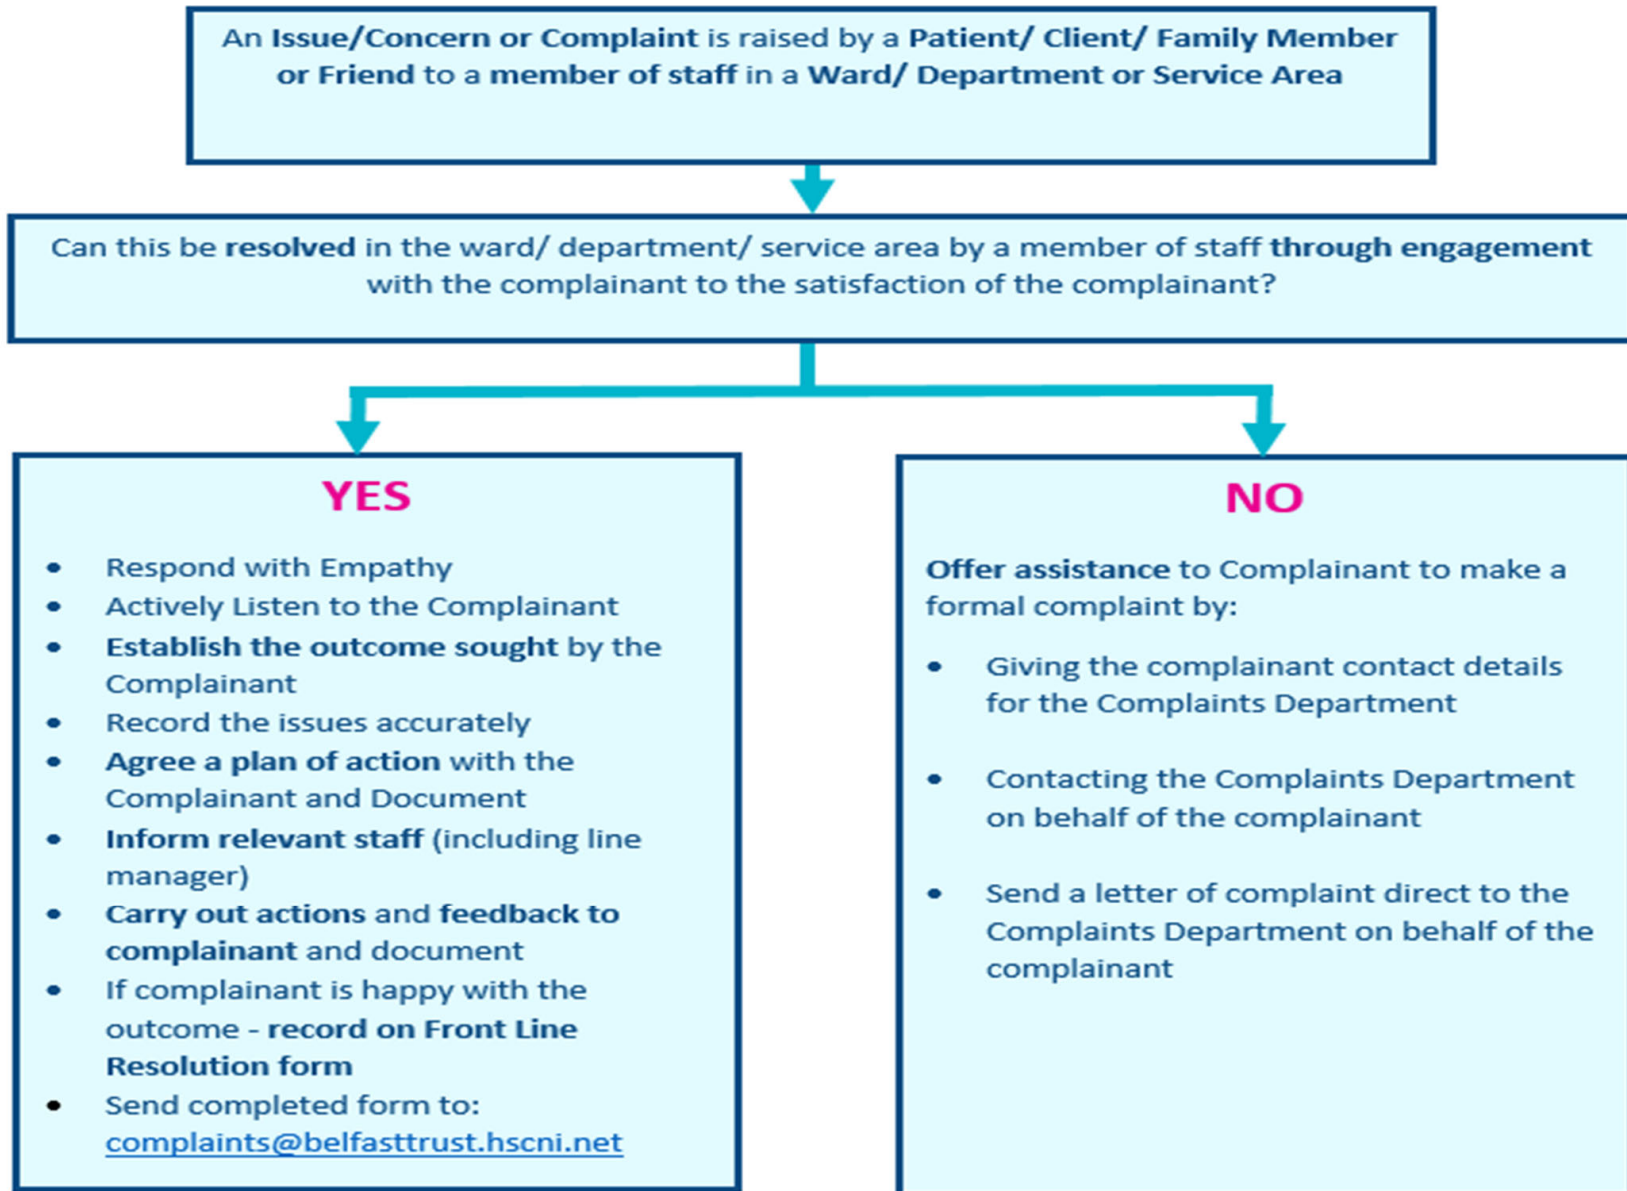 An Issue/Concern or Complaint is raised by a Patient/ Client/ Family Member
or Friend to a member of staff in a Ward/ Department or Service Area
Can this be resolved in the ward/ department/ service area by a member of staff through engagement
with the complainant to the satisfaction of the complainant?
YES
• Respond with Empathy
• Actively Listen to the Complainant
• Establish the outcome sought by the
Complainant
• Record the issues accurately
• Agree a plan of action with the
Complainant and Document
• Inform relevant staff (including line
manager)
• Carry out actions and feedback to
complainant and document
• If complainant is happy with the
outcome - record on Front Line
Resolution form
• Send completed form to:
complaints@belfasttrust.hscni.net
NO
Offer assistance to Complainant to make a
formal complaint by:
• Giving the complainant contact details
for the Complaints Department
• Contacting the Complaints Department
on behalf of the complainant
• Send a letter of complaint direct to the
Complaints Department on behalf of the
complainant